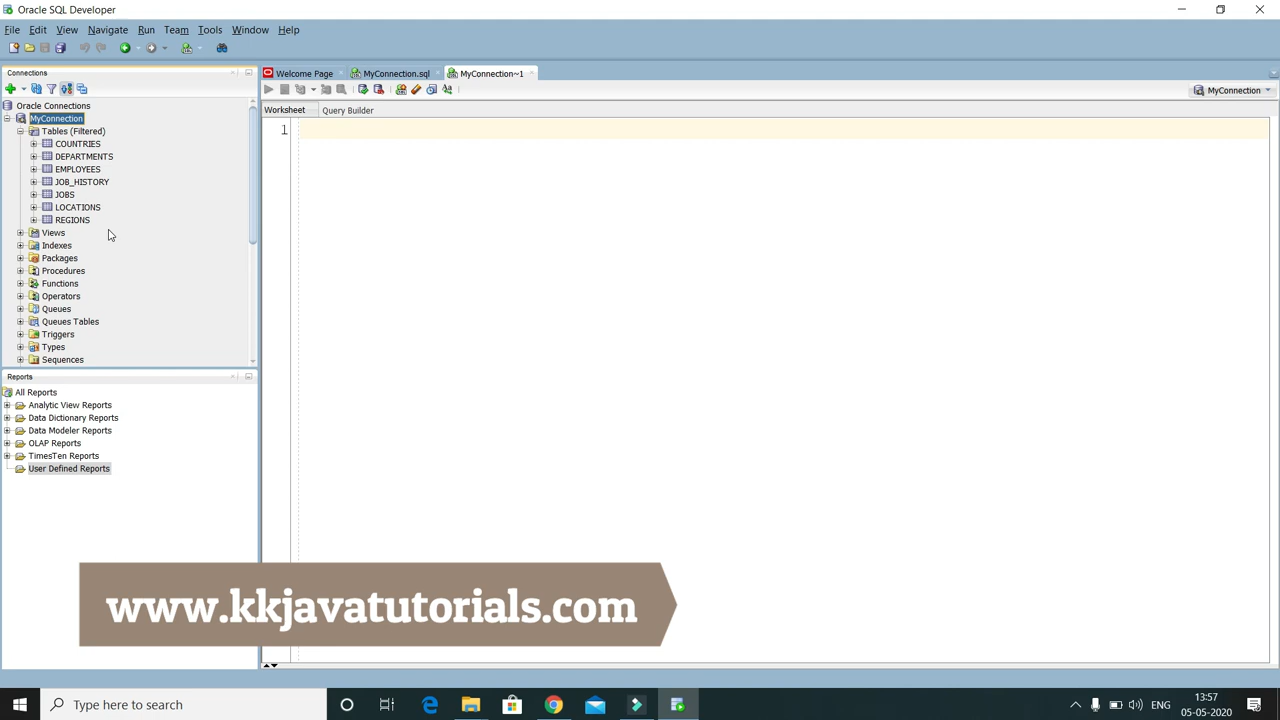 Oracle SQL Developer
File Edit View Navigate Run Team Tools Window Help
Connections
Oracle Connections
MyConnection
Tables (Filtered)
COUNTRIES
DEPARTMENTS
EMPLOYEES
JOB_HISTORY
JOBS
LOCATIONS
REGIONS
Views
Indexes
Packages
Procedures
Functions
Operators
Queues
Queues Tables
Triggers
Types
Sequences
Reports
All Reports
Analytic View Reports
Data Dictionary Reports
Data Modeler Reports
OLAP Reports
TimesTen Reports
User Defined Reports
Welcome Page MyConnection.sql MyConnection~1
MyConnection
Worksheet Query Builder
1
www.kkjavatutorials.com
Type here to search
ENG
13:57
05-05-2020